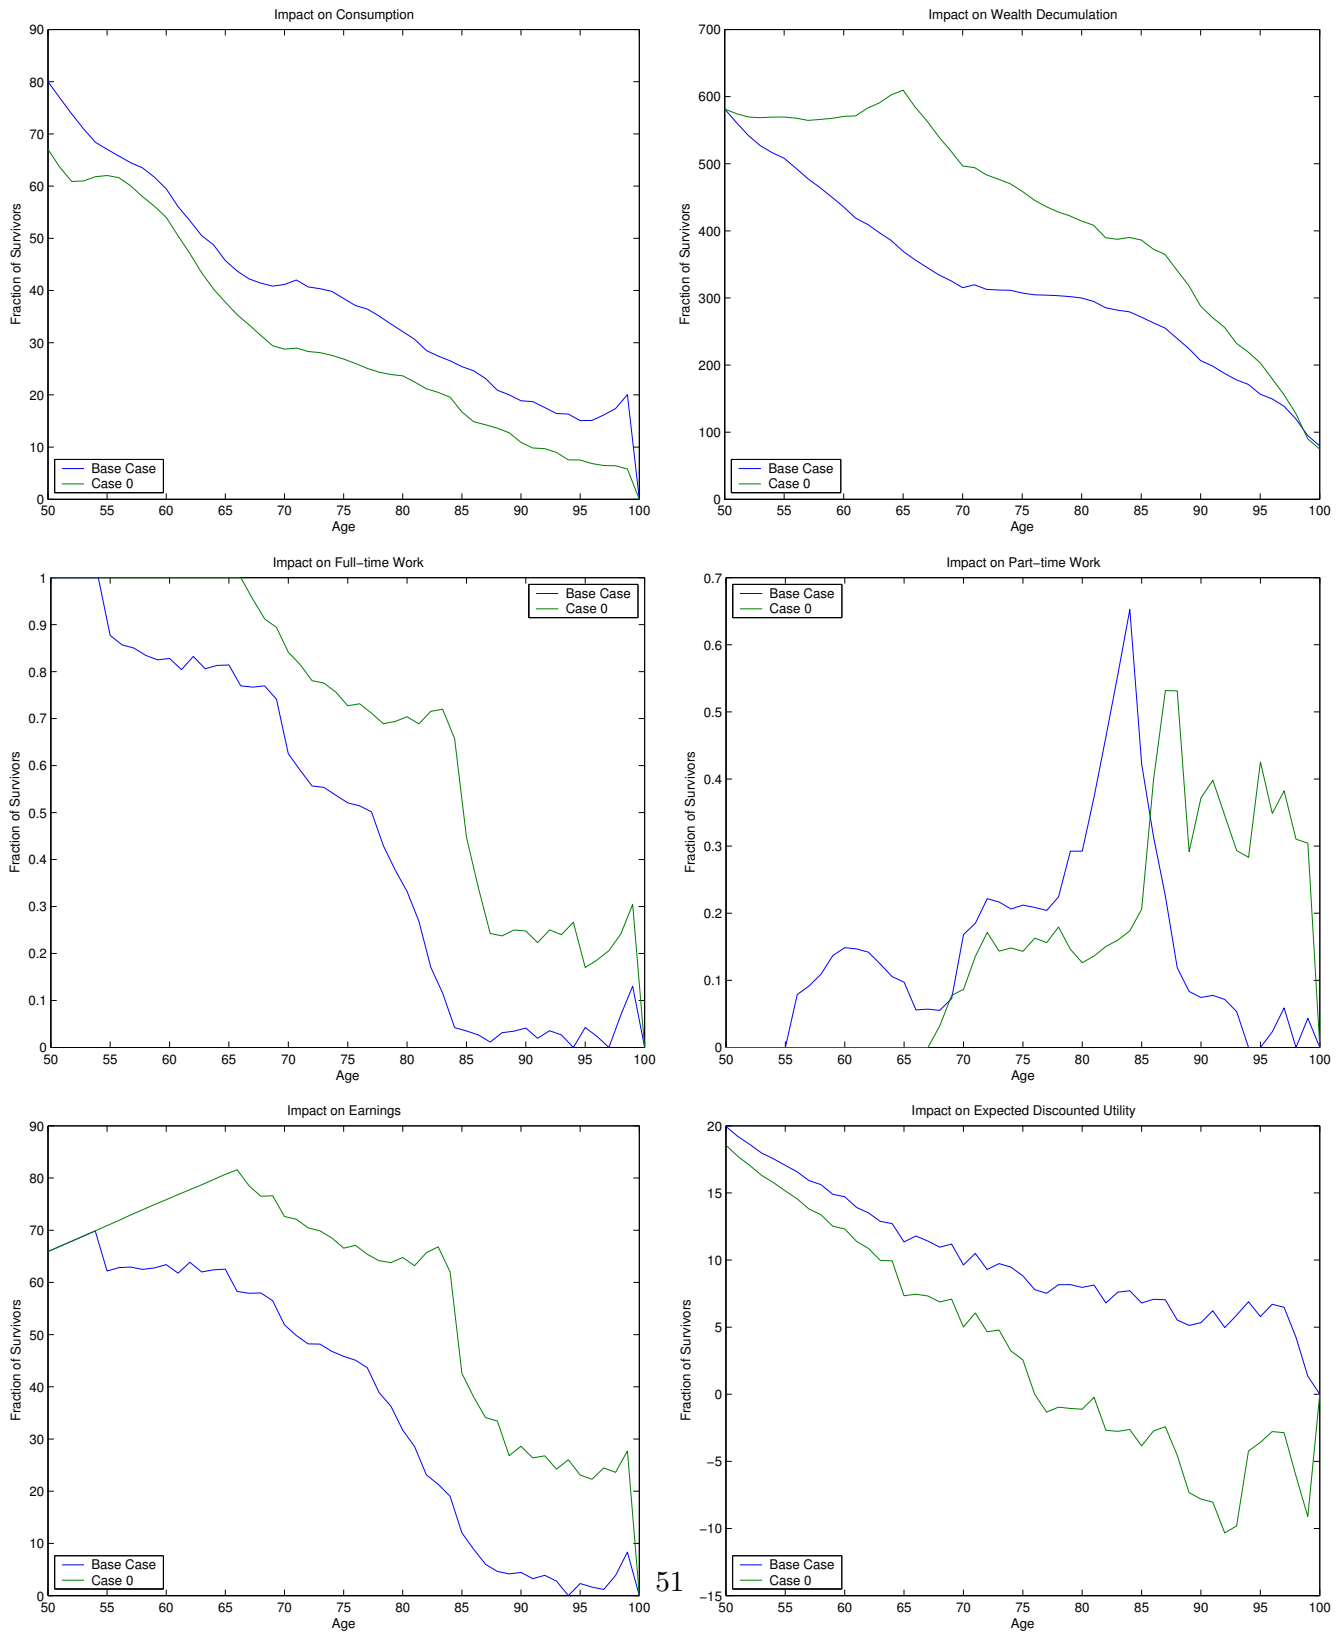 Impact on Consumption
90
80
70
60
50
40
30
20
10
0
Fraction of Survivors
Base Case
Case 0
50 55 60 65 70 75 80 85 90 95 100
Age
Impact on Wealth Decumulation
700
600
500
400
300
200
100
0
Fraction of Survivors
Base Case
Case 0
50 55 60 65 70 75 80 85 90 95 100
Age
Impact on Full−time Work
1
0.9
0.8
0.7
0.6
0.5
0.4
0.3
0.2
0.1
0
Fraction of Survivors
Base Case
Case 0
50 55 60 65 70 75 80 85 90 95 100
Age
Impact on Part−time Work
0.7
0.6
0.5
0.4
0.3
0.2
0.1
0
Fraction of Survivors
Base Case
Case 0
50 55 60 65 70 75 80 85 90 95 100
Age
Impact on Earnings
90
80
70
60
50
40
30
20
10
0
Fraction of Survivors
Base Case
Case 0
50 55 60 65 70 75 80 85 90 95 100
Age
Impact on Expected Discounted Utility
20
15
10
5
0
−5
−10
−15
Fraction of Survivors
Base Case
Case 0
50 55 60 65 70 75 80 85 90 95 100
Age
51